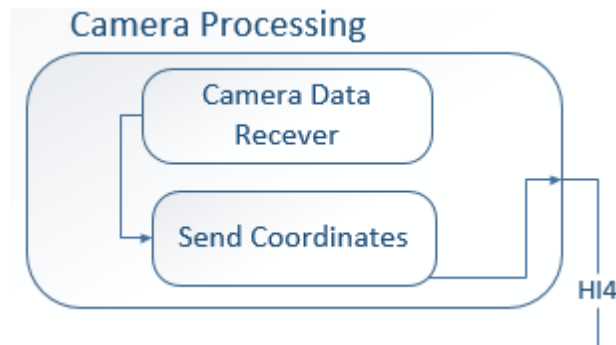 Camera Processing
Camera Data
Recever
Send Coordinates
HI4